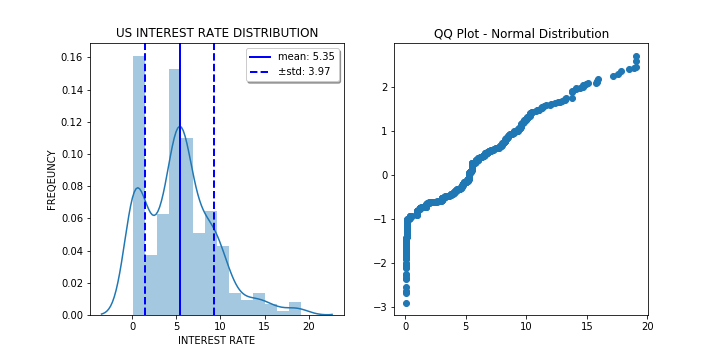 US INTEREST RATE DISTRIBUTION
mean: 5.35
±std: 3.97
FREQEUNCY
0.16
0.14
0.12
0.10
0.08
0.06
0.04
0.02
0.00
0 5 10 15 20
INTEREST RATE
QQ Plot - Normal Distribution
2
1
0
−1
−2
−3
0 5 10 15 20